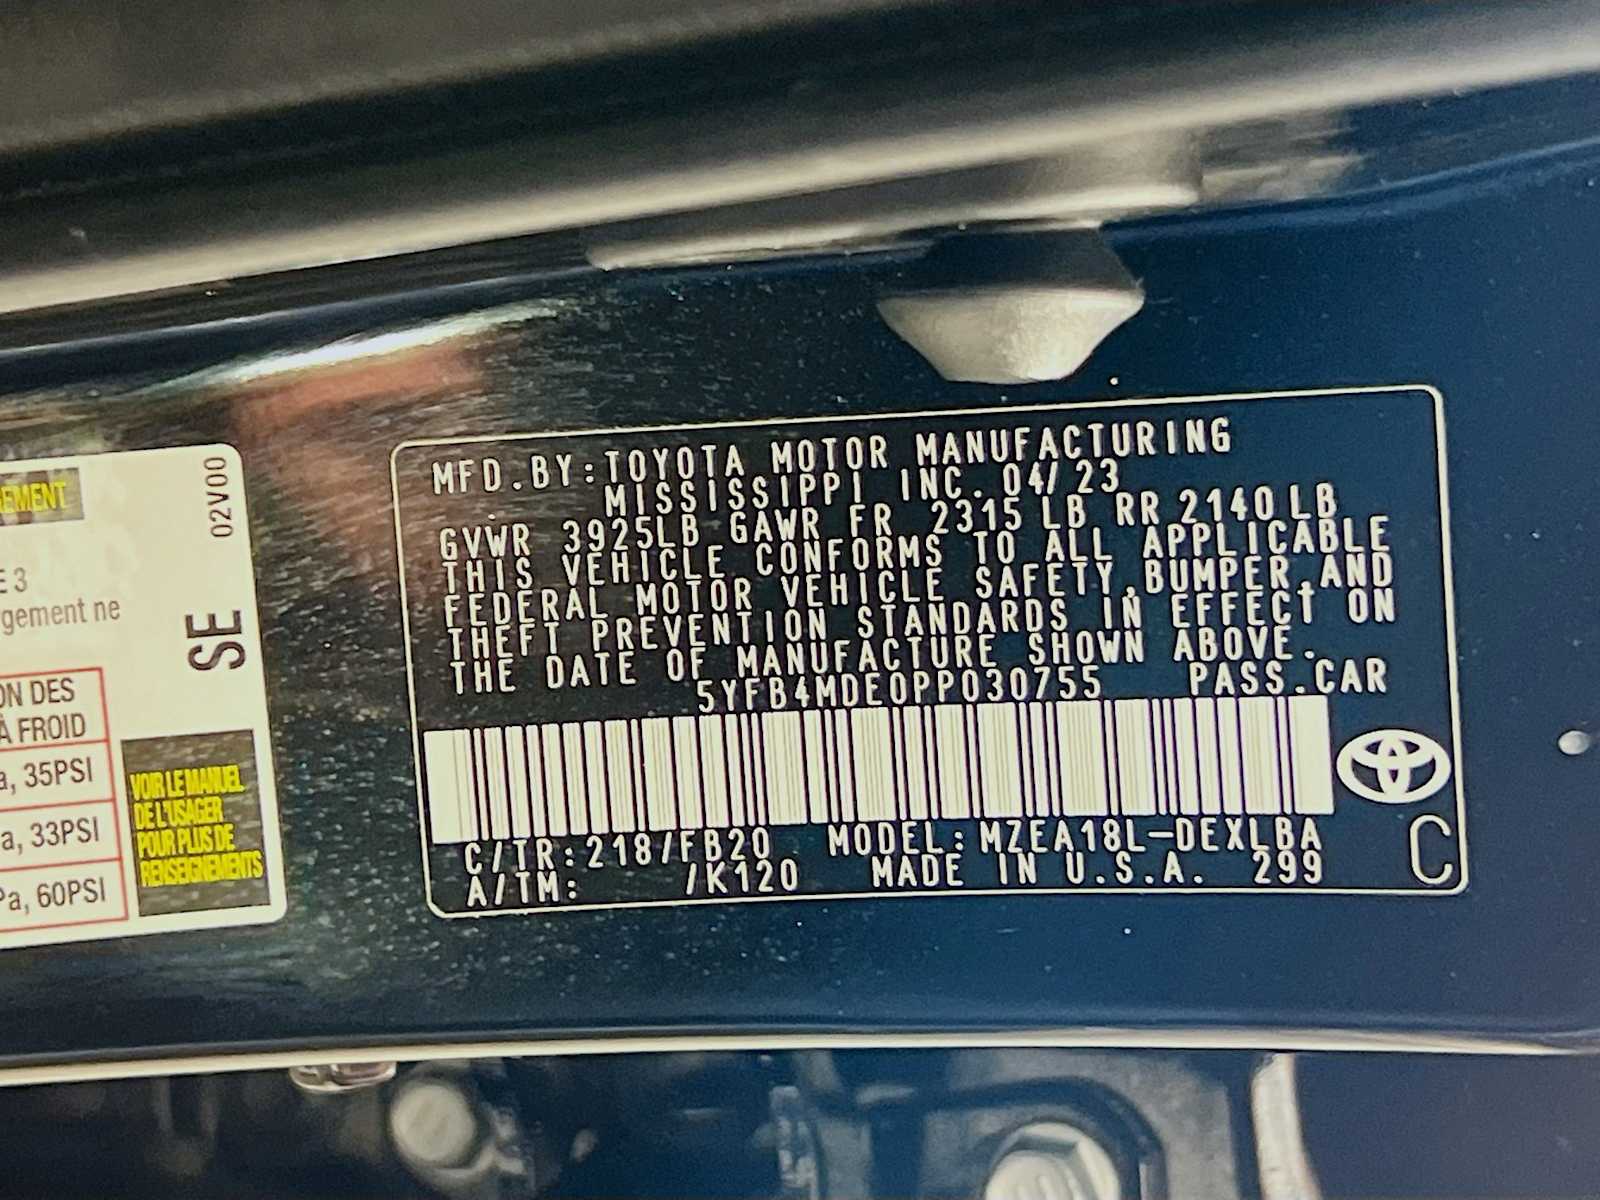 GEMENT
02V00
E 3
gement ne
SE
ON DES
À FROID
a, 35PSI
a, 33PSI
Pa, 60PSI
VOIR LE MANUEL
DE L'USAGER
POUR PLUS DE
RENSEIGNEMENTS
MFD.BY:TOYOTA MOTOR MANUFACTURING
MISSISSIPPI INC. 04/23
GVWR 3925LB GAWR FR 2315 LB RR 2140 LB
THIS VEHICLE CONFORMS TO ALL APPLICABLE
FEDERAL MOTOR VEHICLE SAFETY,BUMPER,AND
THEFT PREVENTION STANDARDS IN EFFECT ON
THE DATE OF MANUFACTURE SHOWN ABOVE.
5YFB4MDE0PP030755 PASS.CAR
C/TR:218/FB20 MODEL:MZEA18L-DEXLBA
A/TM: /K120 MADE IN U.S.A. 299
C